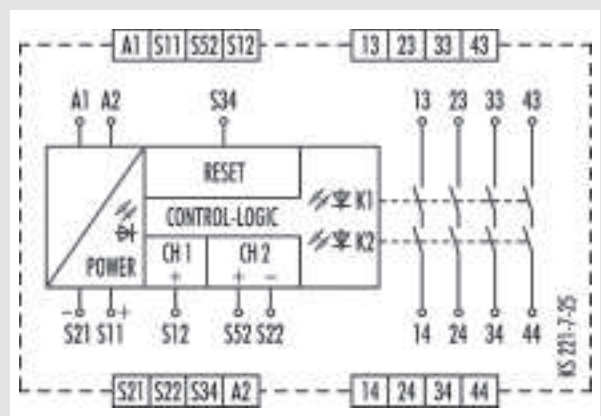 A1 S11 S52 S12 13 23 33 43
A1 A2 S34 13 23 33 43
RESET
K1
CONTROL-LOGIC
K2
CH 1 CH 2
POWER + + -
- + 
S21 S11 S12 S52 S22 14 24 34 44
KS 221-7-25
S21 S22 S34 A2 14 24 34 44